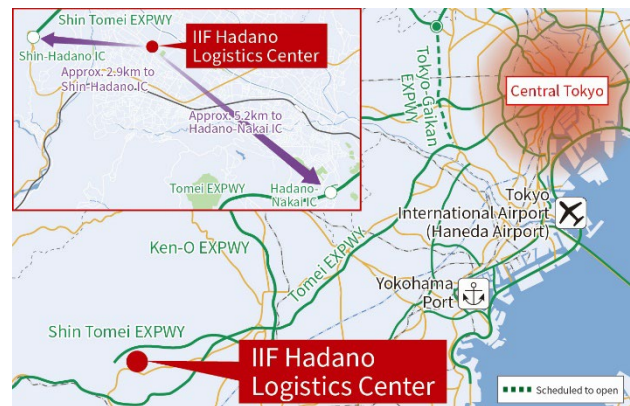 Shin Tomei EXPWY
IIF Hadano
Logistics Center
Shin-Hadano IC
Approx. 2.9km to
Shin-Hadano IC
Approx. 5.2km to
Hadano-Nakai IC
Tomei EXPWY
Hadano-
Nakai IC
Tokyo-Gaikan
EXPWY
Central Tokyo
Tokyo
International Airport
(Haneda Airport)
Ken-O EXPWY
Tomei EXPWY
Yokohama
Port
Shin Tomei EXPWY
IIF Hadano
Logistics Center
Scheduled to open